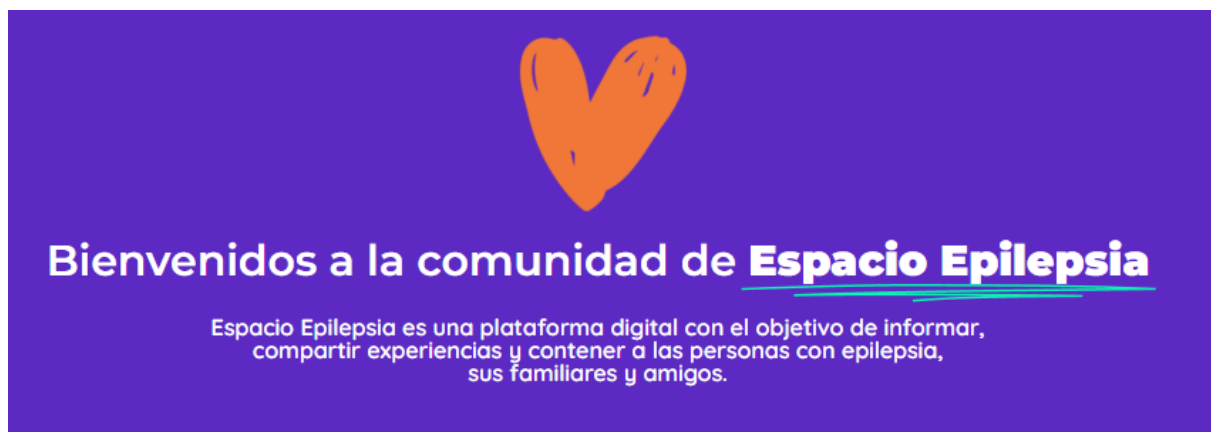 Bienvenidos a la comunidad de Espacio Epilepsia
Espacio Epilepsia es una plataforma digital con el objetivo de informar,
compartir experiencias y contener a las personas con epilepsia,
sus familiares y amigos.